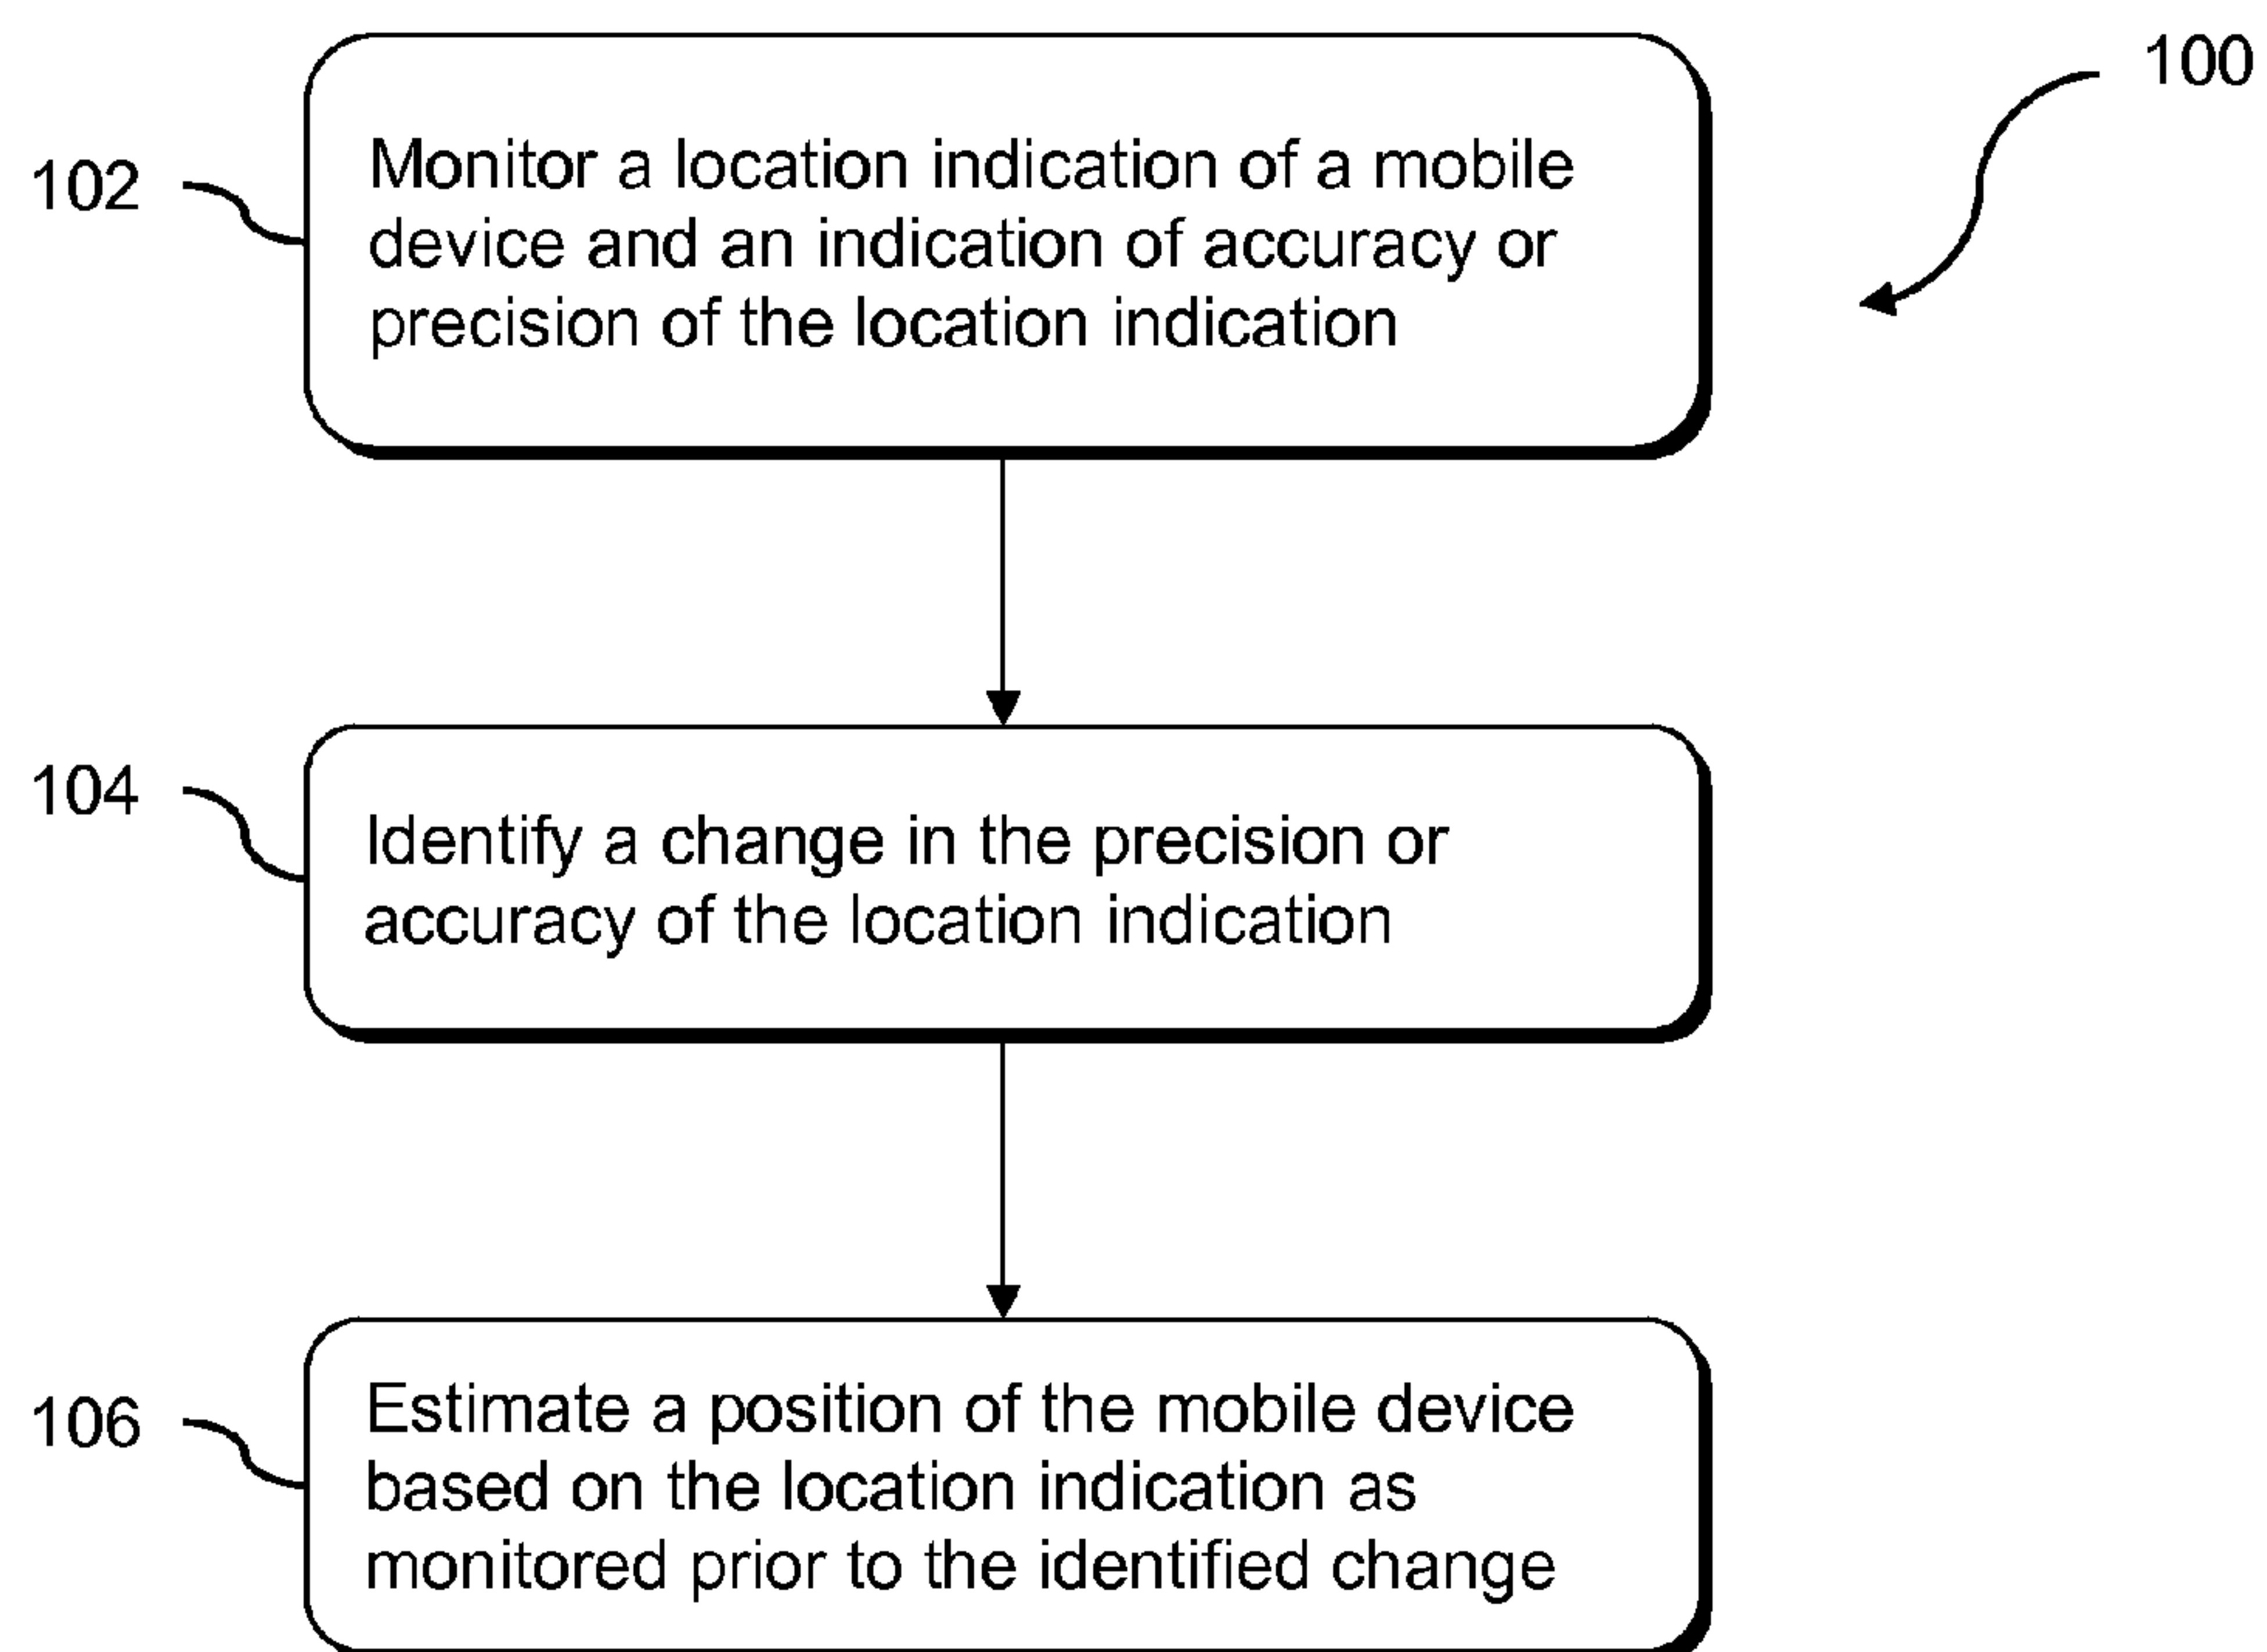 100
102
Monitor a location indication of a mobile
device and an indication of accuracy or
precision of the location indication
104
Identify a change in the precision or
accuracy of the location indication
106
Estimate a position of the mobile device
based on the location indication as
monitored prior to the identified change